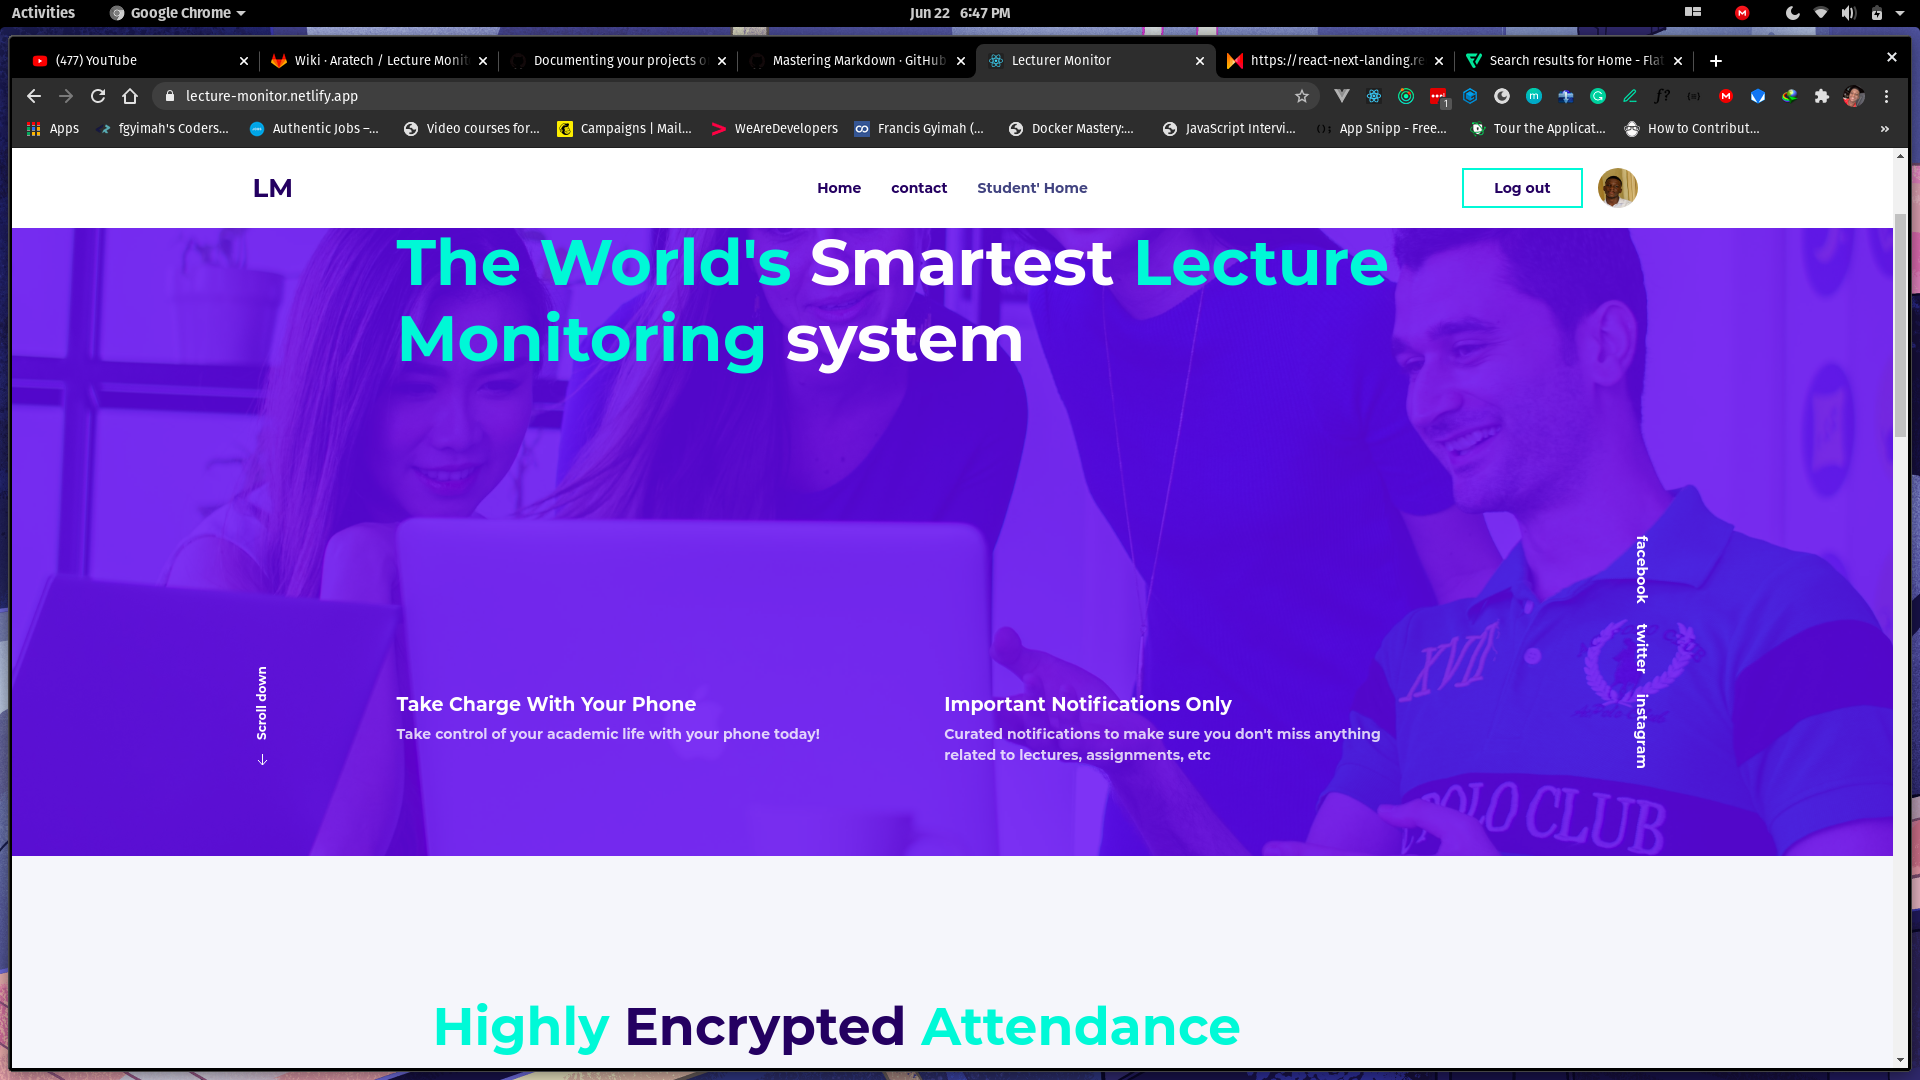 Activities
Google Chrome
Jun 22 6:47 PM
(477) YouTube
Wiki · Aratech / Lecture Monit
Documenting your projects o
Mastering Markdown · GitHub
Lecturer Monitor
https://react-next-landing.re
Search results for Home - Flat
lecture-monitor.netlify.app
1
Apps
fgyimah's Coders...
Authentic Jobs –...
Video courses for...
Campaigns | Mail...
WeAreDevelopers
Francis Gyimah (...
Docker Mastery:...
JavaScript Intervi...
App Snipp - Free...
Tour the Applicat...
How to Contribut...
»
LM
Home
contact
Student' Home
Log out
The World's Smartest Lecture
Monitoring system
facebook
twitter
instagram
Scroll down
Take Charge With Your Phone
Take control of your academic life with your phone today!
Important Notifications Only
Curated notifications to make sure you don't miss anything
related to lectures, assignments, etc
XVII
POLO CLUB
Highly Encrypted Attendance